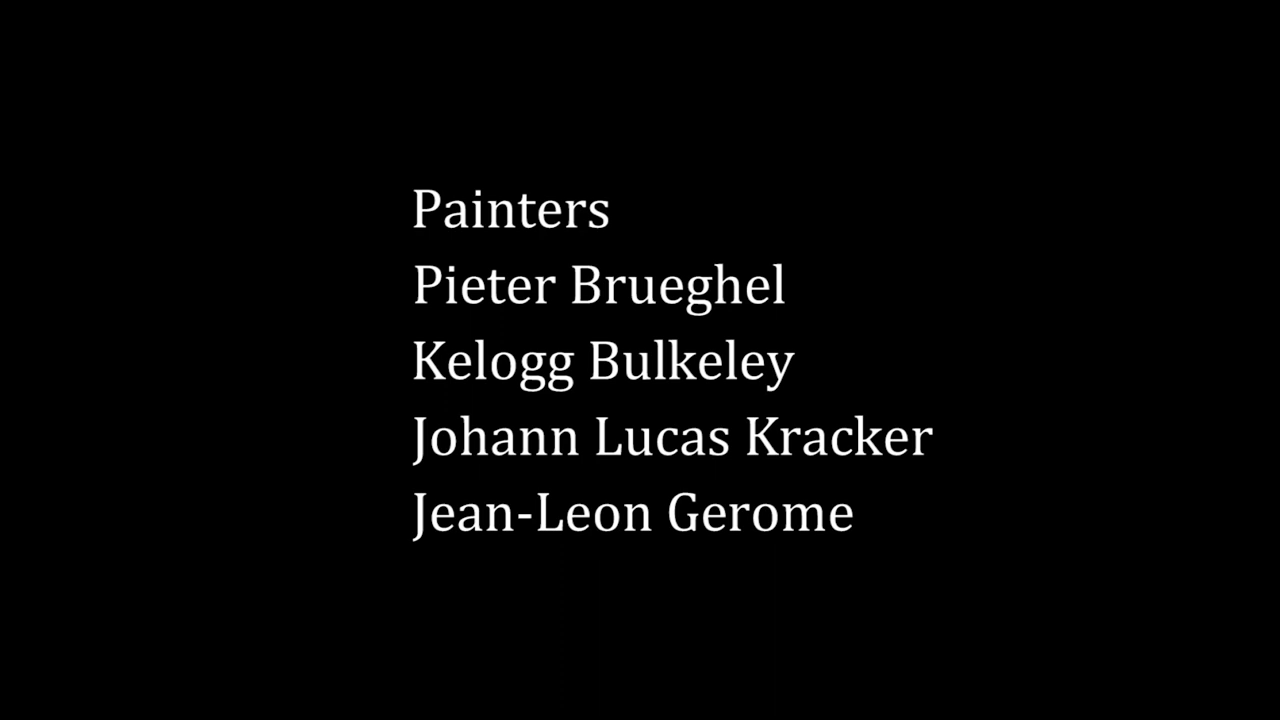 Painters
Pieter Brueghel
Kelogg Bulkeley
Johann Lucas Kracker
Jean-Leon Gerome